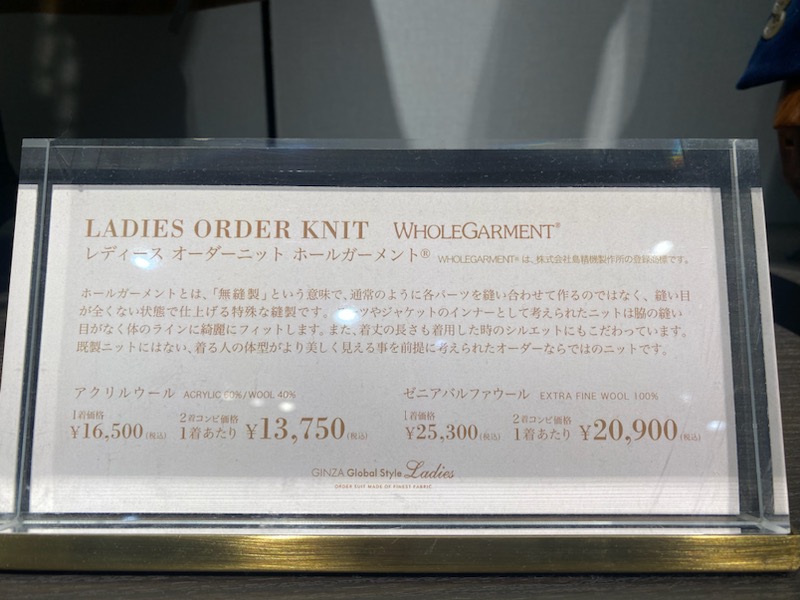 LADIES ORDER KNIT WHOLEGARMENT®
レディース オーダーニット ホールガーメント® WHOLEGARMENT® は、株式会社島精機製作所の登録商標です。
ホールガーメントとは、「無縫製」という意味で、通常のように各パーツを縫い合わせて作るのではなく、縫い目
が全くない状態で仕上げる特殊な縫製です。 ツやジャケットのインナーとして考えられたニットは脇の縫い
目がなく体のラインに綺麗にフィットします。また、着丈の長さも着用した時のシルエットにもこだわっています。
既製ニットにはない、着る人の体型がより美しく見える事を前提に考えられたオーダーならではのニットです。
アクリルウール ACRYLIC 60%/WOOL 40%
1着価格 ¥16,500(税込) 2着コンビ価格 1着あたり ¥13,750(税込)
ゼニアバルファウール EXTRA FINE WOOL 100%
1着価格 ¥25,300(税込) 2着コンビ価格 1着あたり ¥20,900(税込)
GINZA Global Style Ladies
ORDER SUIT MADE OF FINEST FABRIC